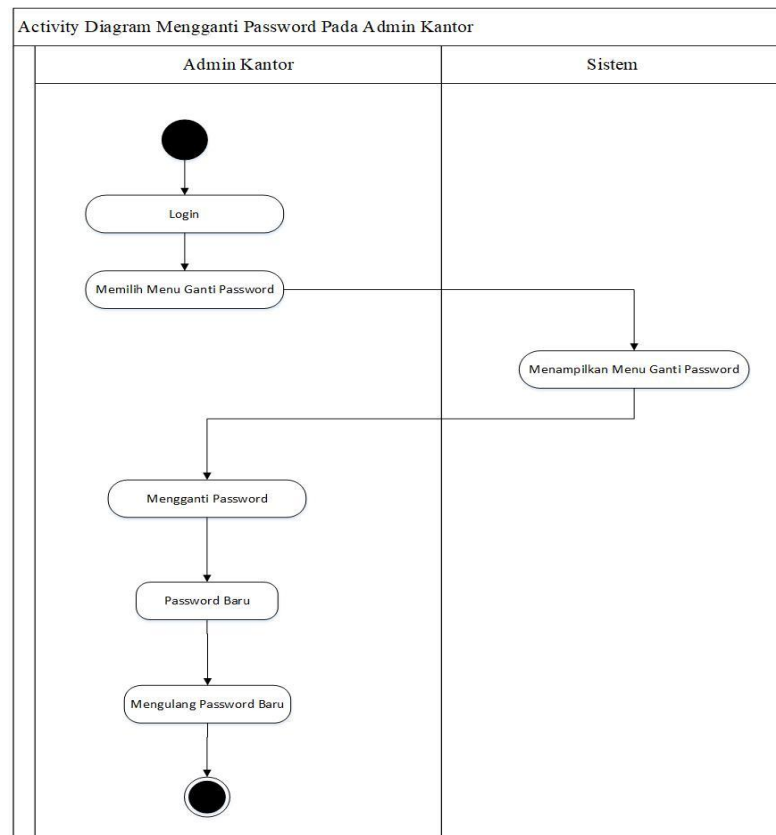 Activity Diagram Mengganti Password Pada Admin Kantor
Admin Kantor
Sistem
Login
Memilih Menu Ganti Password
Menampilkan Menu Ganti Password
Mengganti Password
Password Baru
Mengulang Password Baru